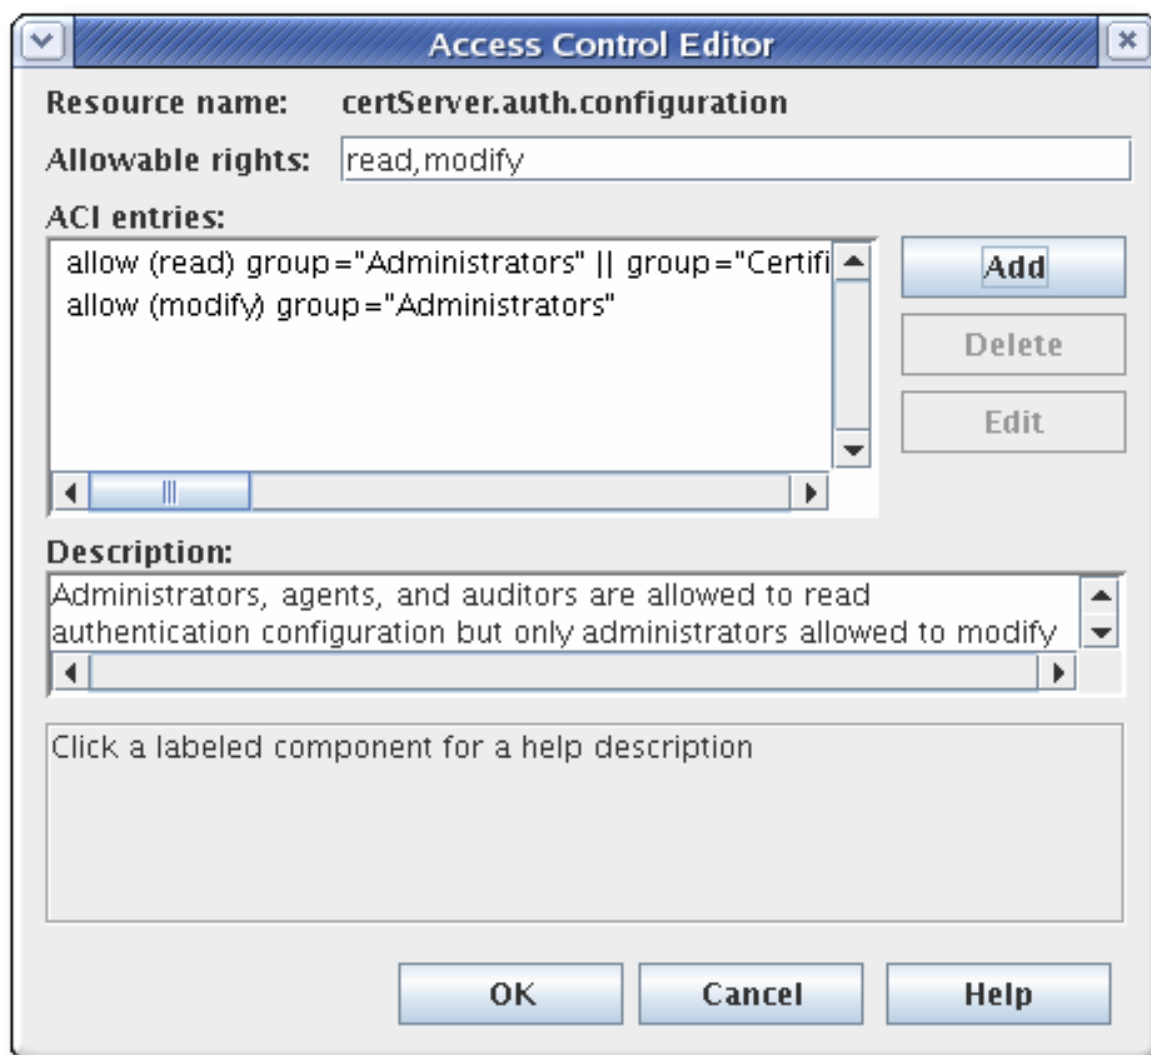 Access Control Editor
Resource name: certServer.auth.configuration
Allowable rights: read,modify
ACI entries:
allow (read) group="Administrators" || group="Certifi
allow (modify) group="Administrators"
Add
Delete
Edit
Description:
Administrators, agents, and auditors are allowed to read
authentication configuration but only administrators allowed to modify
Click a labeled component for a help description
OK Cancel Help